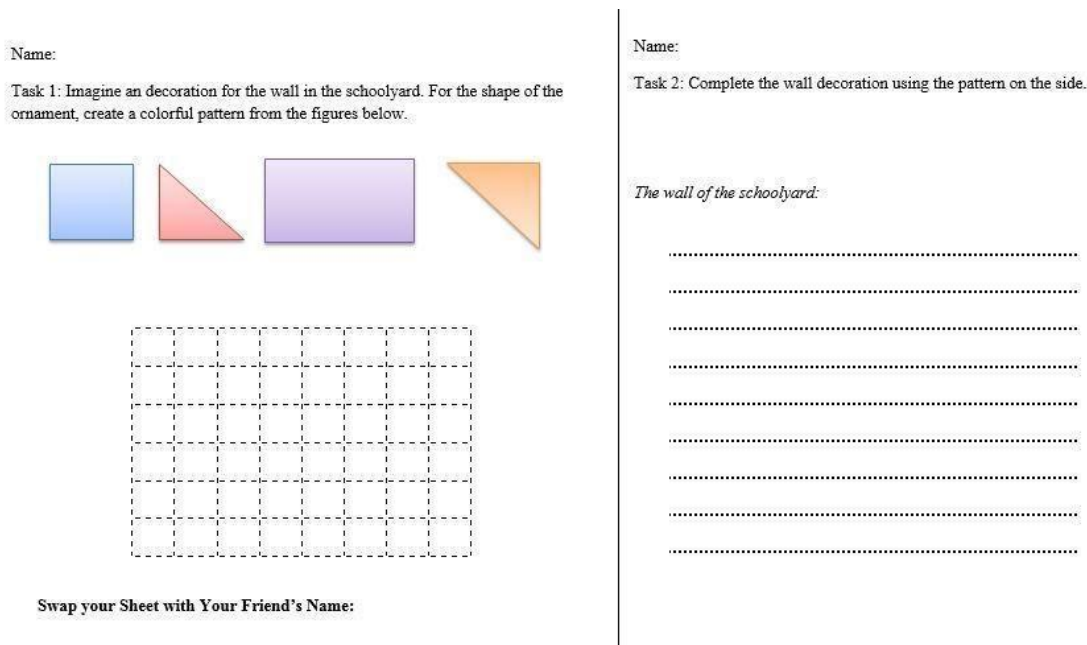 Name:
Task 1: Imagine an decoration for the wall in the schoolyard. For the shape of the
ornament, create a colorful pattern from the figures below.
Swap your Sheet with Your Friend's Name:
Name:
Task 2: Complete the wall decoration using the pattern on the side.
The wall of the schoolyard: